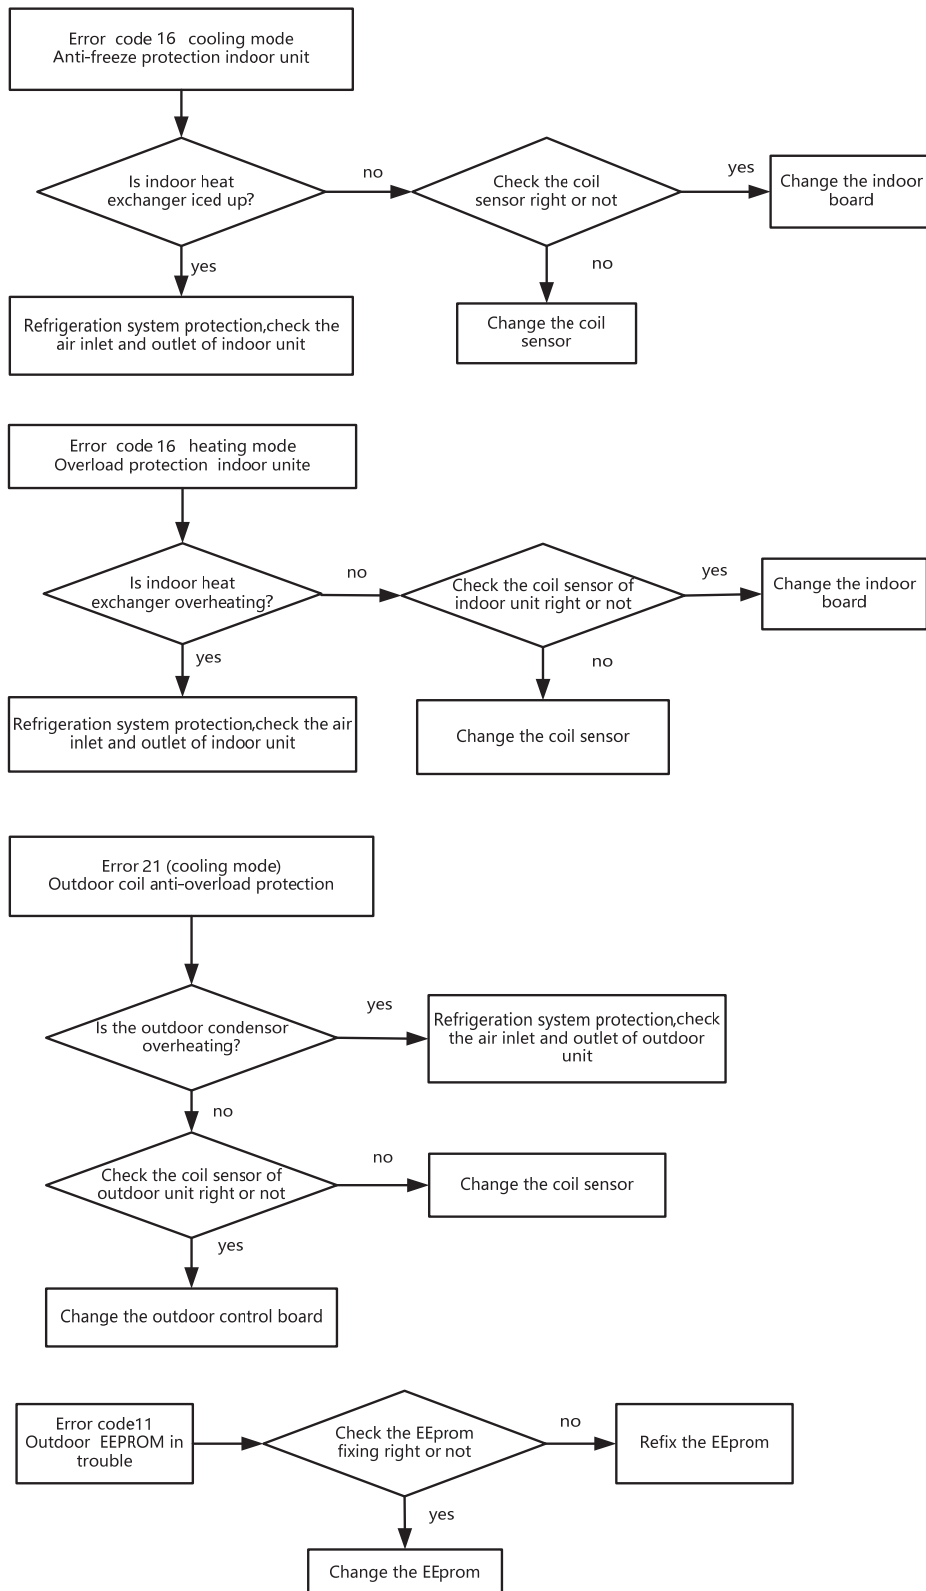 Error code 16 cooling mode
Anti-freeze protection indoor unit
Is indoor heat
exchanger iced up?
no
Check the coil
sensor right or not
yes
Change the indoor
board
yes
Refrigeration system protection,check the
air inlet and outlet of indoor unit
no
Change the coil
sensor
Error code 16 heating mode
Overload protection indoor unite
Is indoor heat
exchanger overheating?
no
Check the coil sensor of
indoor unit right or not
yes
Change the indoor
board
yes
Refrigeration system protection,check the air
inlet and outlet of indoor unit
no
Change the coil sensor
Error 21 (cooling mode)
Outdoor coil anti-overload protection
Is the outdoor condensor
overheating?
yes
Refrigeration system protection,check
the air inlet and outlet of outdoor
unit
no
Check the coil sensor of
outdoor unit right or not
no
Change the coil sensor
yes
Change the outdoor control board
Error code11
Outdoor EEPROM in
trouble
Check the EEprom
fixing right or not
no
Refix the EEprom
yes
Change the EEprom